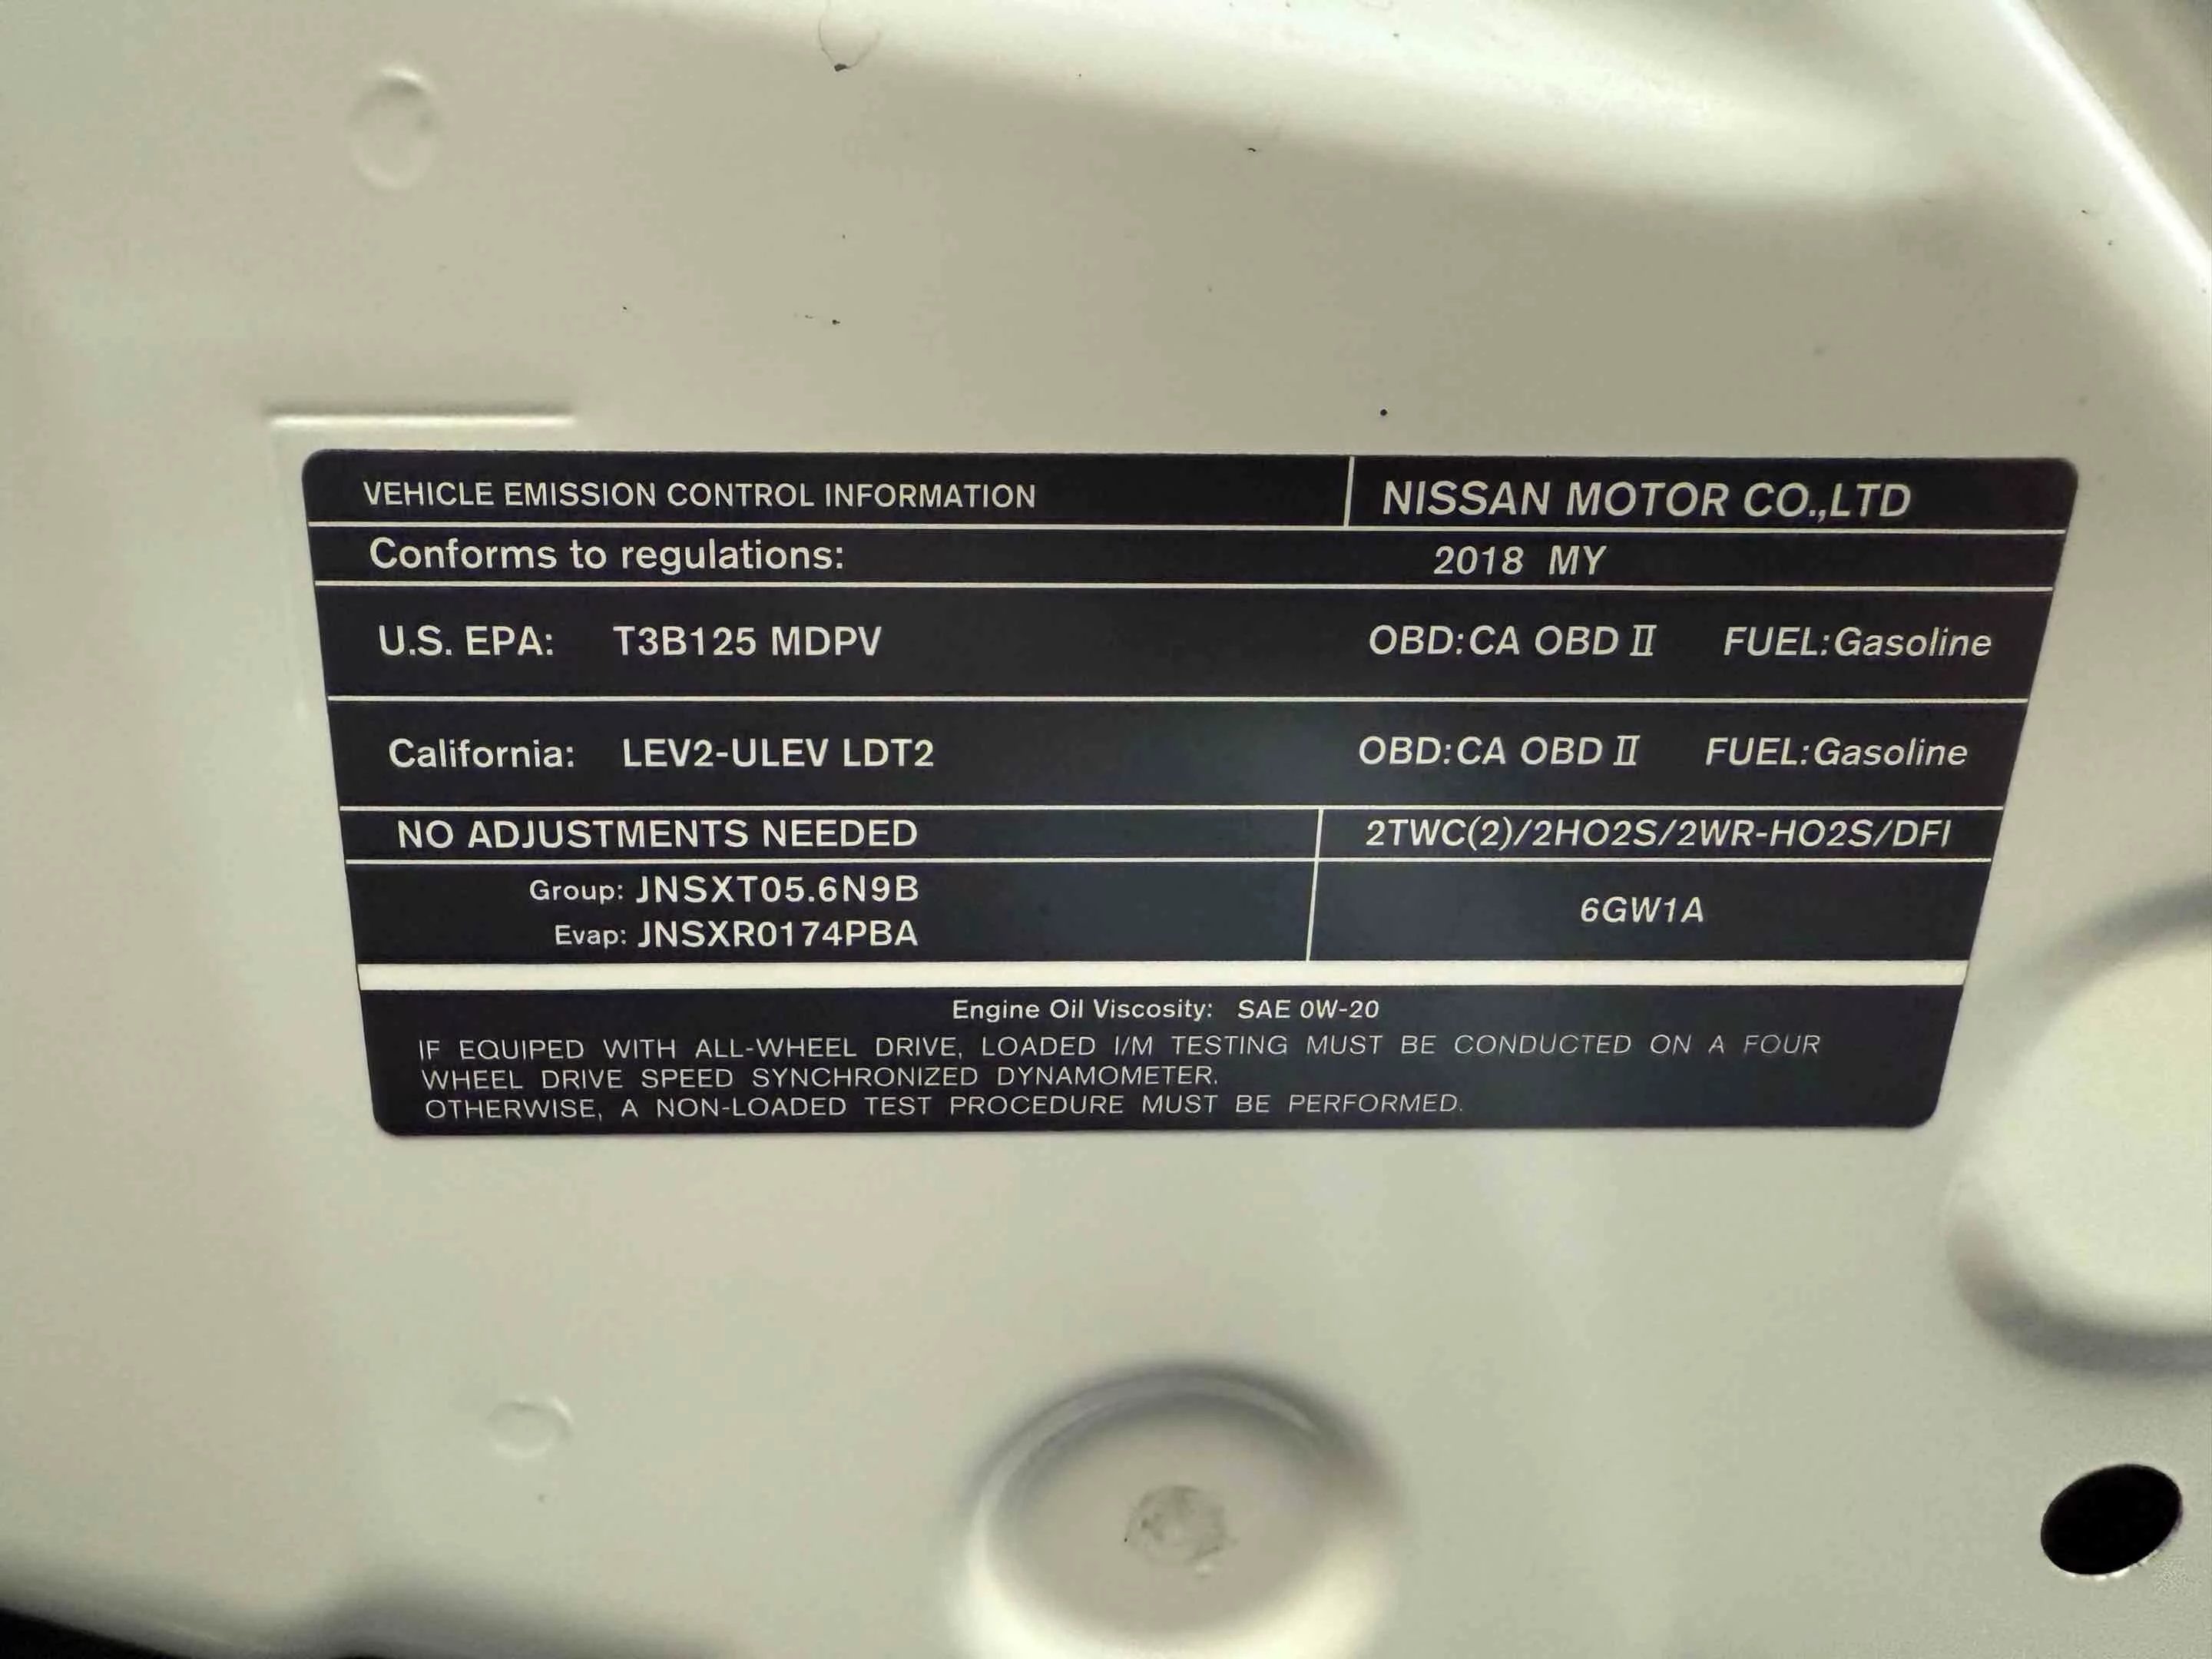 VEHICLE EMISSION CONTROL INFORMATION NISSAN MOTOR CO.,LTD
Conforms to regulations: 2018 MY
U.S. EPA: T3B125 MDPV OBD:CA OBD Ⅱ FUEL:Gasoline
California: LEV2-ULEV LDT2 OBD:CA OBD Ⅱ FUEL:Gasoline
NO ADJUSTMENTS NEEDED 2TWC(2)/2HO2S/2WR-HO2S/DFI
Group: JNSXT05.6N9B
Evap: JNSXR0174PBA
6GW1A
Engine Oil Viscosity: SAE 0W-20
IF EQUIPED WITH ALL-WHEEL DRIVE, LOADED I/M TESTING MUST BE CONDUCTED ON A FOUR
WHEEL DRIVE SPEED SYNCHRONIZED DYNAMOMETER.
OTHERWISE, A NON-LOADED TEST PROCEDURE MUST BE PERFORMED.